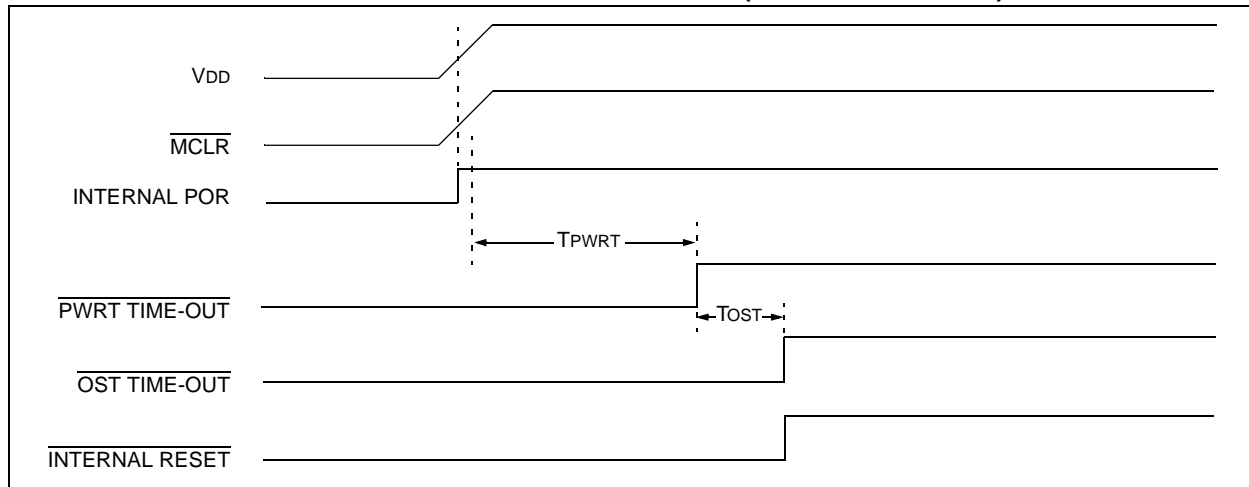 VDD
MCLR
INTERNAL POR
TPWRT
PWRT TIME-OUT
TOST
OST TIME-OUT
INTERNAL RESET